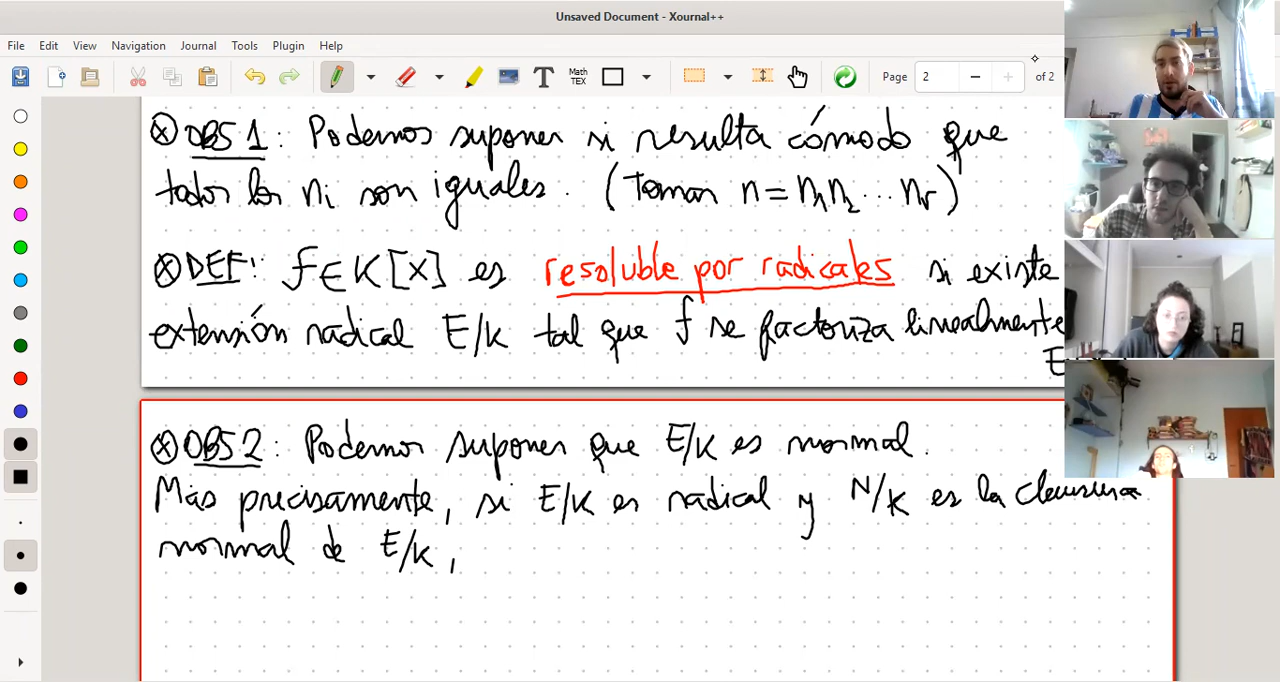 Unsaved Document - Xournal++
File Edit View Navigation Journal Tools Plugin Help
T Math TEX Page 2 of 2
⊗ OBS 1: Podemos suponer si resulta cómodo que
todos los ni son iguales. (Tomar n = n1n2 ... nr)
⊗ DEF: f ∈ K[X] es resoluble por radicales si existe
extensión radical E/K tal que f se factoriza linealmente
E
⊗ OBS 2: Podemos suponer que E/K es normal.
Más precisamente, si E/K es radical y N/K es la clausura
normal de E/K,